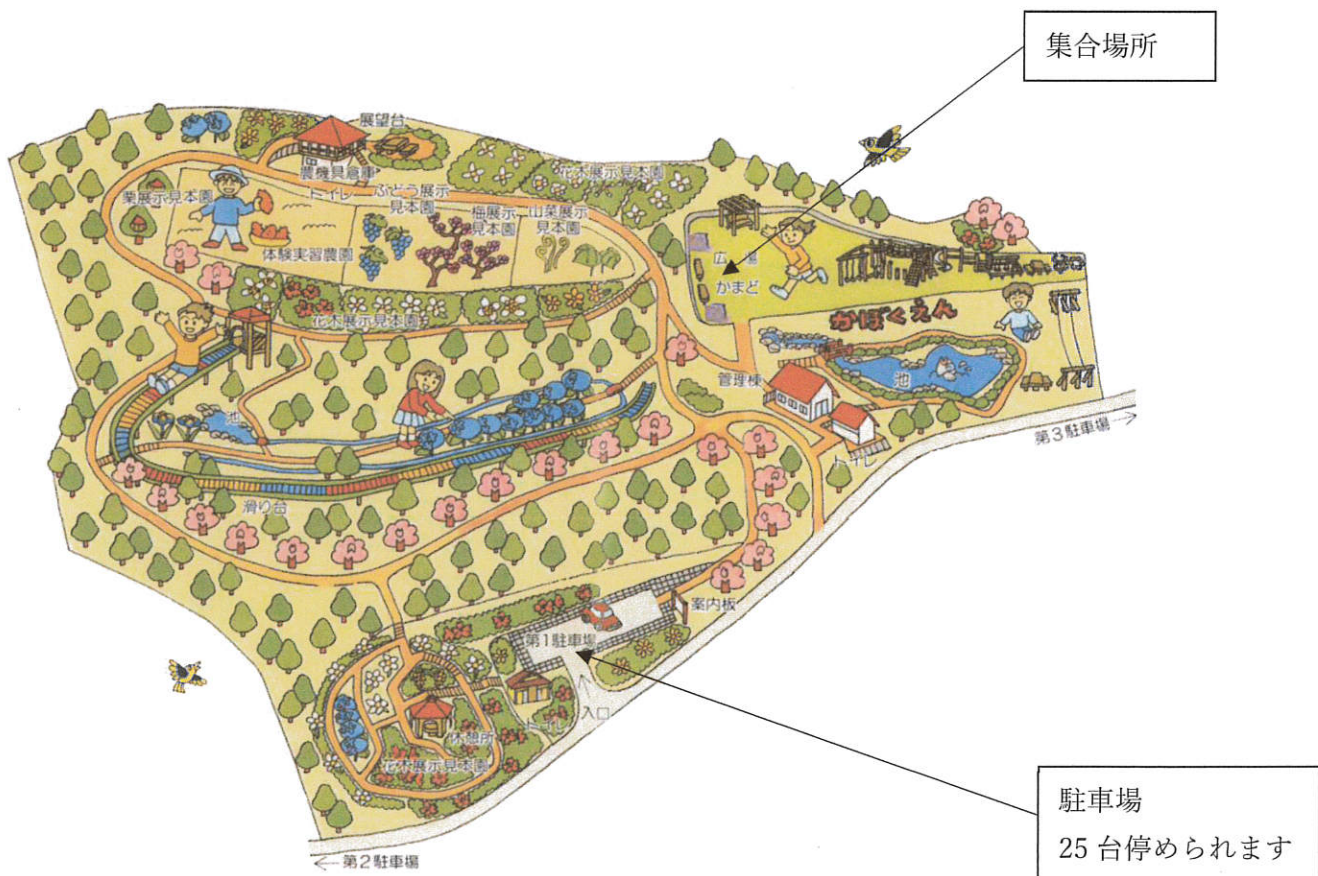 集合場所
展望台
農機具倉庫
トイレ
栗展示見本園
ぶどう展示
見本園
梅展示
見本園
山菜展示
見本園
花木展示見本園
体験実習農園
広場
かまど
花木展示見本園
かぼくえん
管理棟
池
池
第3駐車場→
トイレ
滑り台
案内板
第1駐車場
↑
入口
トイレ
休憩所
花木展示見本園
←第2駐車場
駐車場
25台停められます